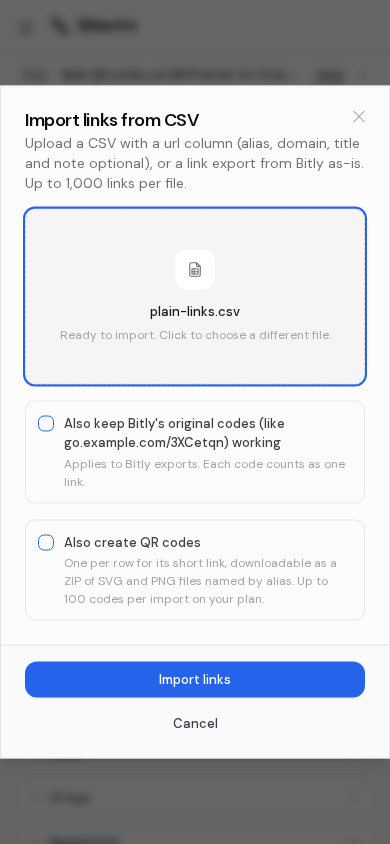 Import links from CSV
Upload a CSV with a url column (alias, domain, title
and note optional), or a link export from Bitly as-is.
Up to 1,000 links per file.
plain-links.csv
Ready to import. Click to choose a different file.
Also keep Bitly's original codes (like
go.example.com/3XCetqn) working
Applies to Bitly exports. Each code counts as one
link.
Also create QR codes
One per row for its short link, downloadable as a
ZIP of SVG and PNG files named by alias. Up to
100 codes per import on your plan.
Import links
Cancel